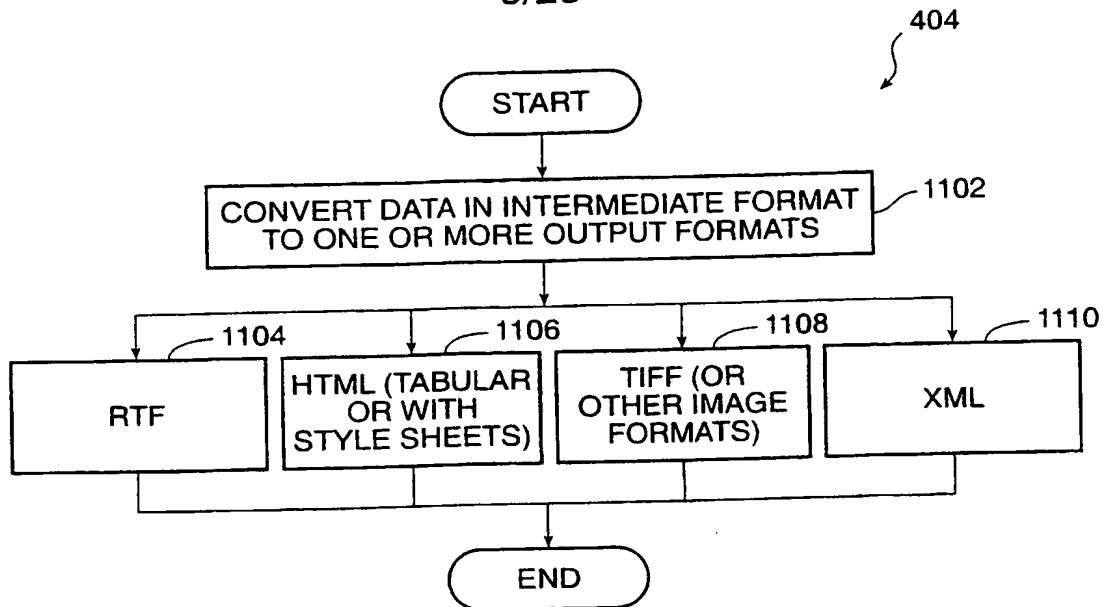 404
START
CONVERT DATA IN INTERMEDIATE FORMAT
TO ONE OR MORE OUTPUT FORMATS
1102
1104
RTF
1106
HTML (TABULAR
OR WITH
STYLE SHEETS)
1108
TIFF (OR
OTHER IMAGE
FORMATS)
1110
XML
END